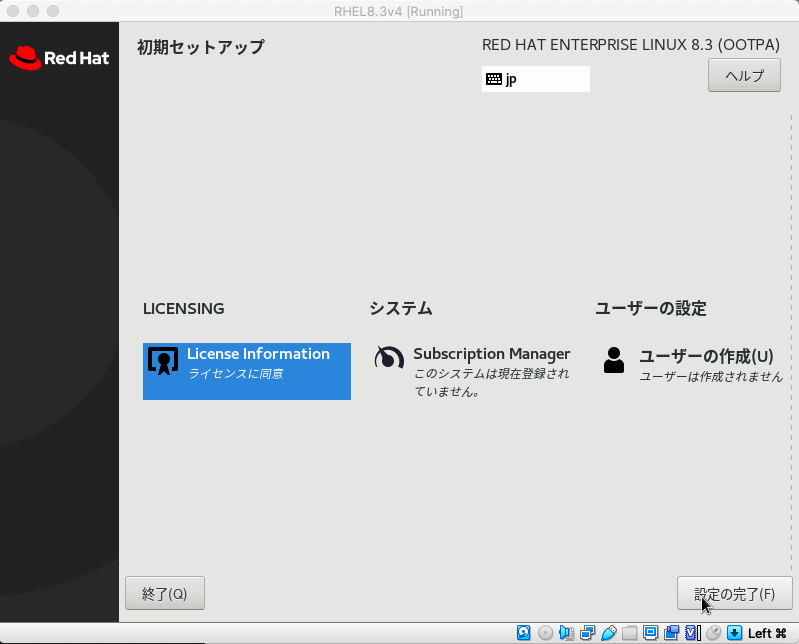 RHEL8.3v4 [Running]
Red Hat
初期セットアップ
RED HAT ENTERPRISE LINUX 8.3 (OOTPA)
jp
ヘルプ
LICENSING
License Information
ライセンスに同意
システム
Subscription Manager
このシステムは現在登録され
ていません。
ユーザーの設定
ユーザーの作成(U)
ユーザーは作成されません
終了(Q)
設定の完了(F)
Left ⌘